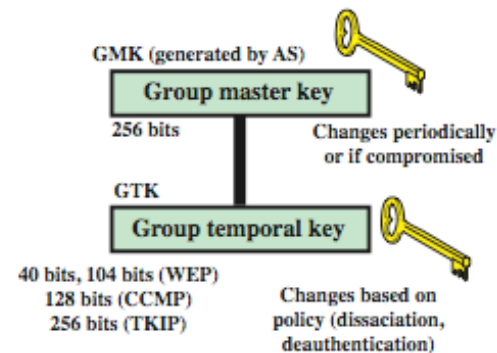 GMK (generated by AS)
Group master key
256 bits
Changes periodically
or if compromised
GTK
Group temporal key
40 bits, 104 bits (WEP)
128 bits (CCMP)
256 bits (TKIP)
Changes based on
policy (dissaciation,
deauthentication)